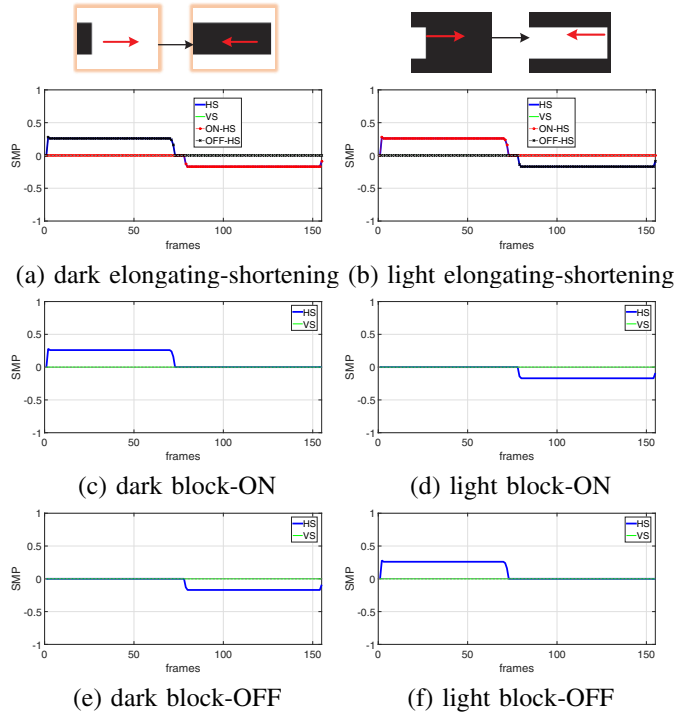 1
0.5
0
-0.5
-1
SMP
HS
VS
ON-HS
OFF-HS
0 50 100 150
frames
1
0.5
0
-0.5
-1
SMP
HS
VS
ON-HS
OFF-HS
0 50 100 150
frames
(a) dark elongating-shortening (b) light elongating-shortening
1
0.5
0
-0.5
-1
SMP
HS
VS
0 50 100 150
frames
1
0.5
0
-0.5
-1
SMP
HS
VS
0 50 100 150
frames
(c) dark block-ON (d) light block-ON
1
0.5
0
-0.5
-1
SMP
HS
VS
0 50 100 150
frames
1
0.5
0
-0.5
-1
SMP
HS
VS
0 50 100 150
frames
(e) dark block-OFF (f) light block-OFF